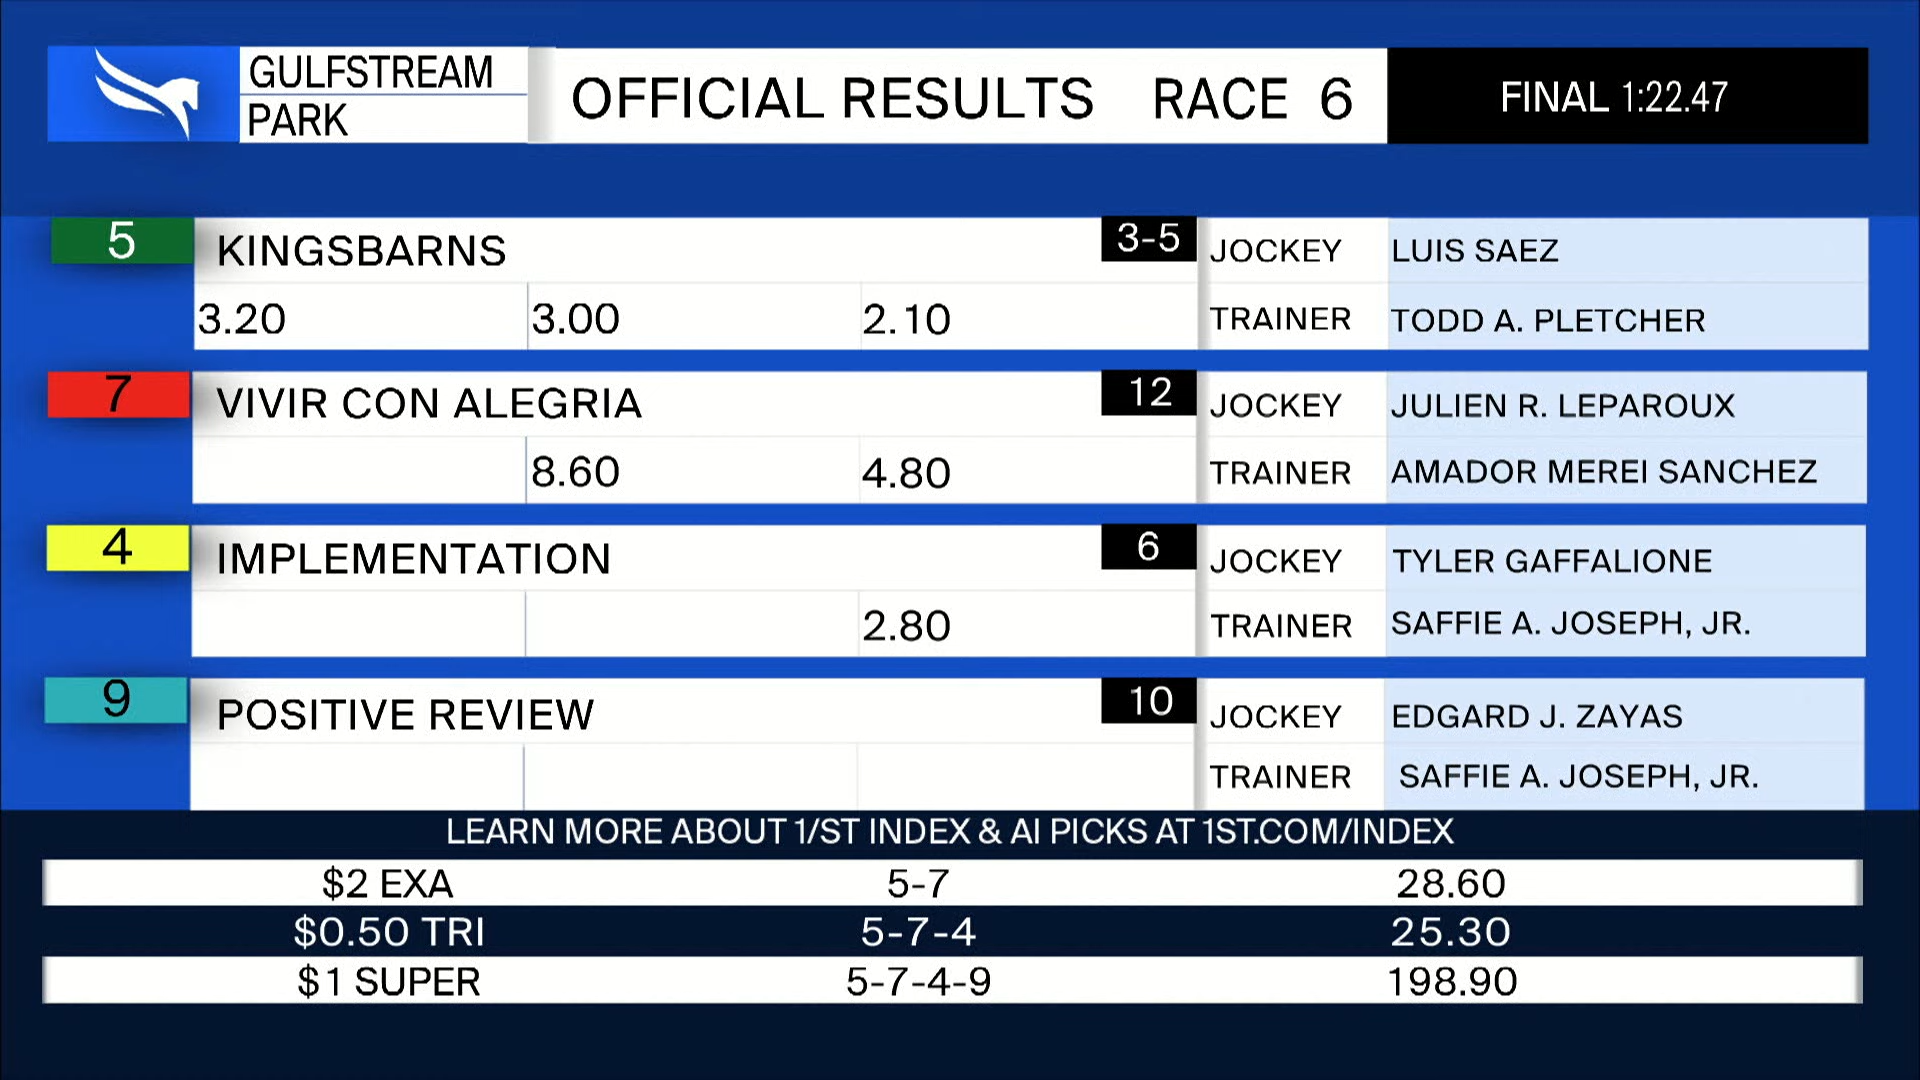 GULFSTREAM
PARK
OFFICIAL RESULTS RACE 6
FINAL 1:22.47
5 KINGSBARNS 3-5 JOCKEY LUIS SAEZ
3.20 3.00 2.10 TRAINER TODD A. PLETCHER
7 VIVIR CON ALEGRIA 12 JOCKEY JULIEN R. LEPAROUX
8.60 4.80 TRAINER AMADOR MEREI SANCHEZ
4 IMPLEMENTATION 6 JOCKEY TYLER GAFFALIONE
2.80 TRAINER SAFFIE A. JOSEPH, JR.
9 POSITIVE REVIEW 10 JOCKEY EDGARD J. ZAYAS
TRAINER SAFFIE A. JOSEPH, JR.
LEARN MORE ABOUT 1/ST INDEX & AI PICKS AT 1ST.COM/INDEX
$2 EXA 5-7 28.60
$0.50 TRI 5-7-4 25.30
$1 SUPER 5-7-4-9 198.90